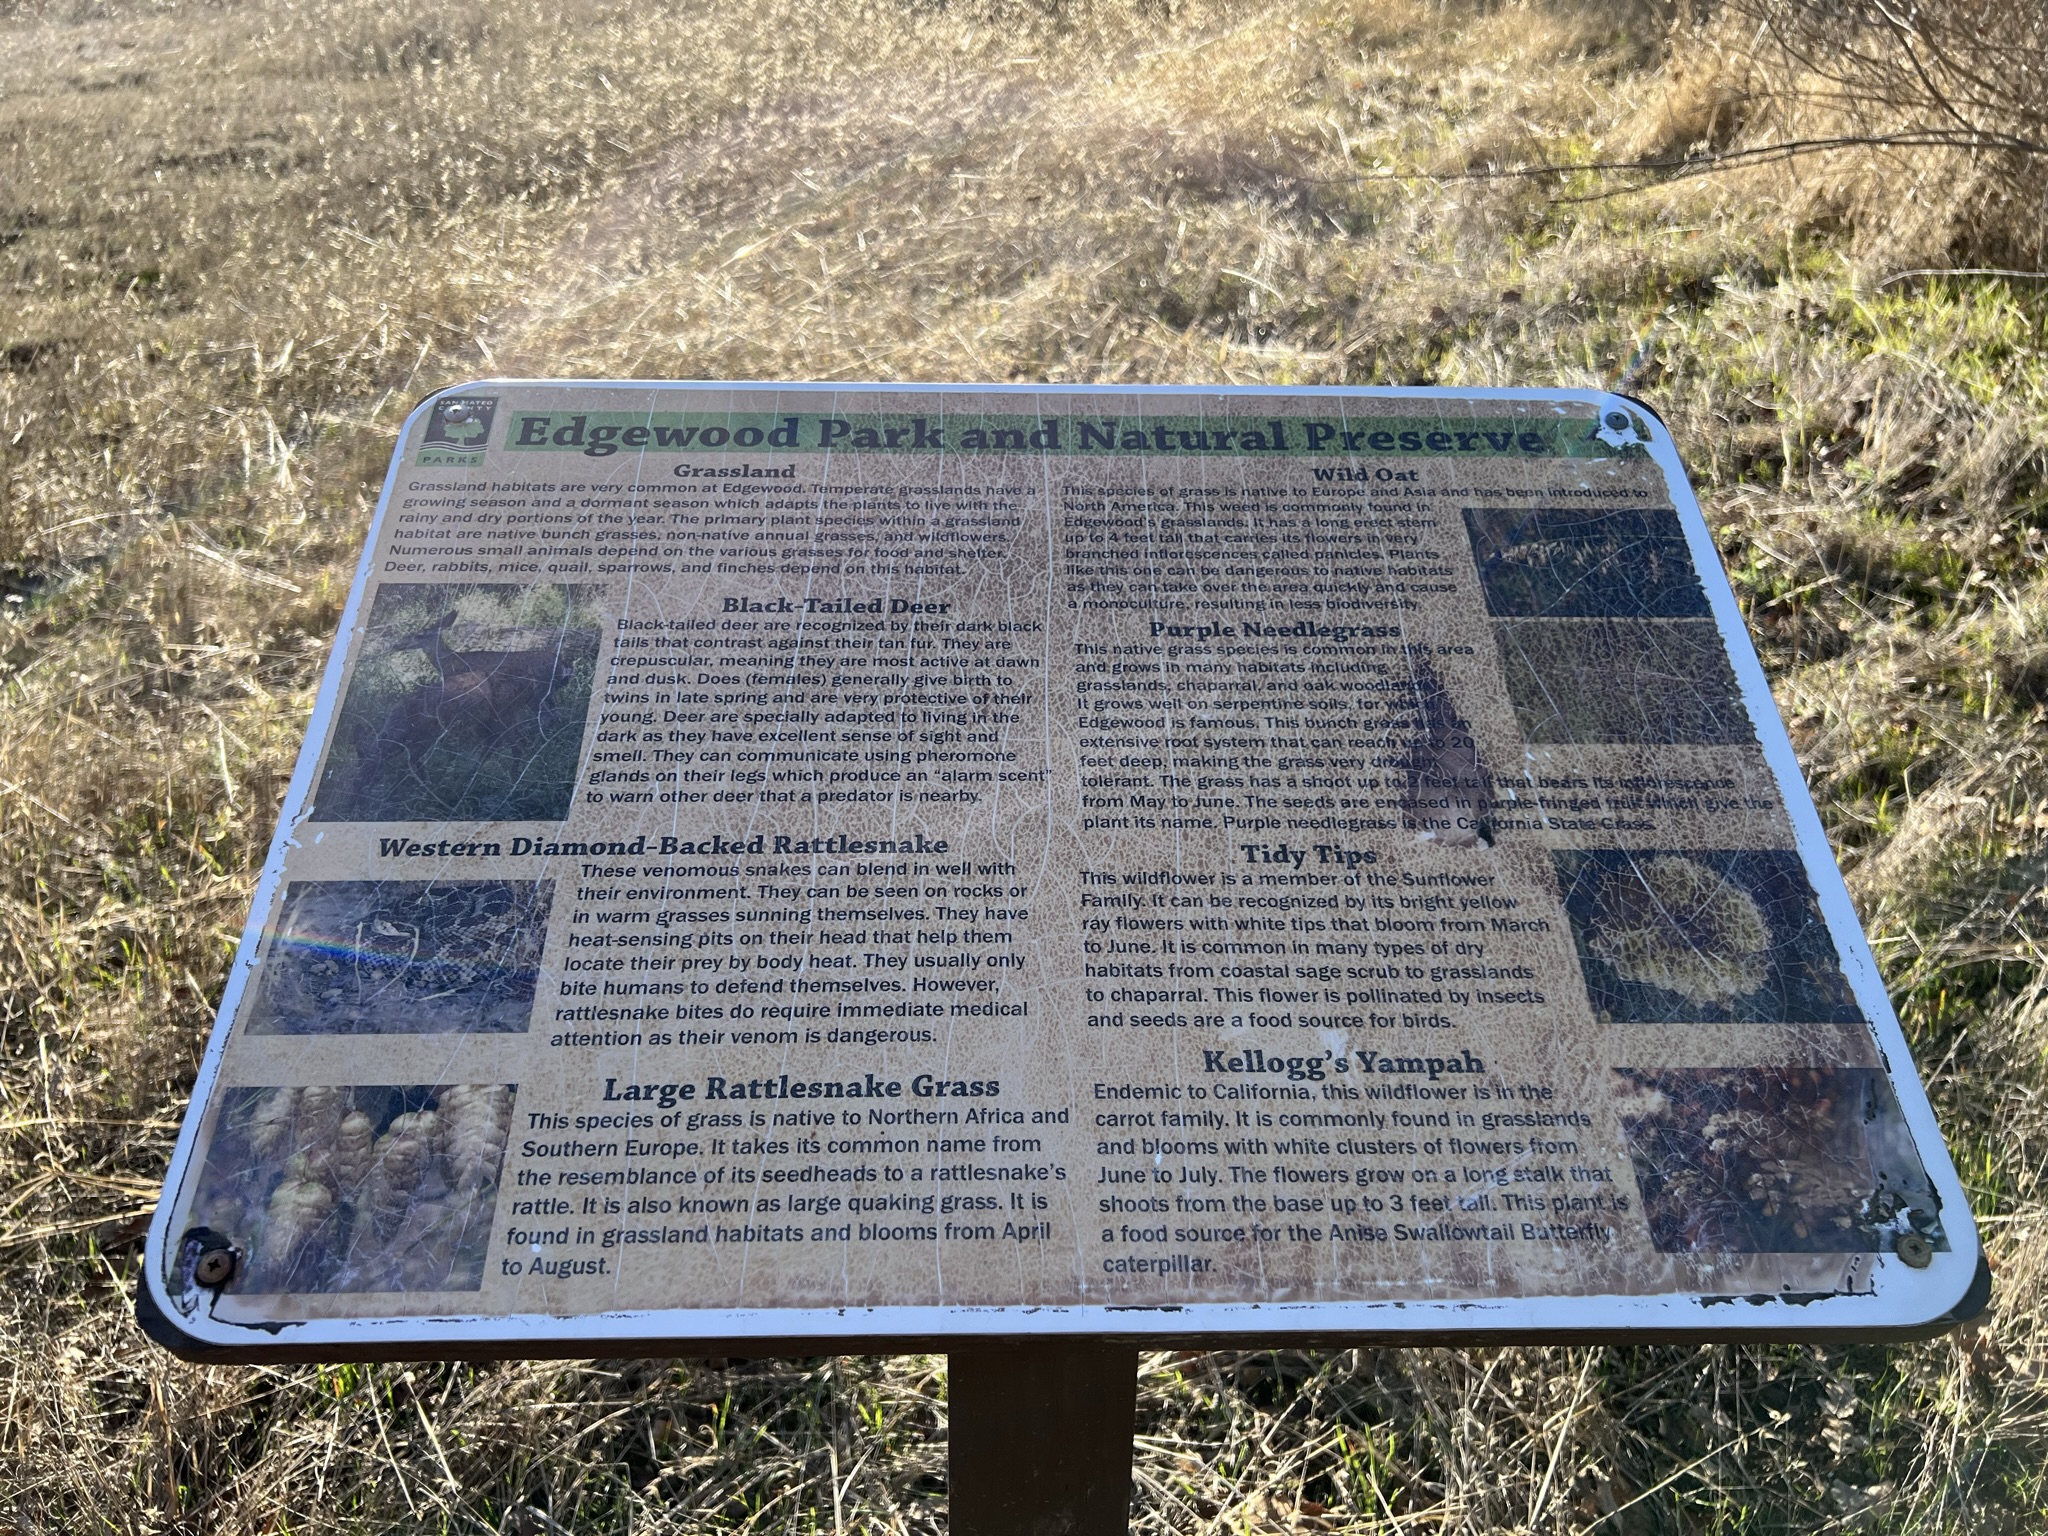 SAN MATEO
COUNTY
PARKS
Edgewood Park and Natural Preserve
Grassland
Grassland habitats are very common at Edgewood. Temperate grasslands have a
growing season and a dormant season which adapts the plants to live with the
rainy and dry portions of the year. The primary plant species within a grassland
habitat are native bunch grasses, non-native annual grasses, and wildflowers.
Numerous small animals depend on the various grasses for food and shelter.
Deer, rabbits, mice, quail, sparrows, and finches depend on this habitat.
Black-Tailed Deer
Black-tailed deer are recognized by their dark black
tails that contrast against their tan fur. They are
crepuscular, meaning they are most active at dawn
and dusk. Does (females) generally give birth to
twins in late spring and are very protective of their
young. Deer are specially adapted to living in the
dark as they have excellent sense of sight and
smell. They can communicate using pheromone
glands on their legs which produce an “alarm scent”
to warn other deer that a predator is nearby.
Western Diamond-Backed Rattlesnake
These venomous snakes can blend in well with
their environment. They can be seen on rocks or
in warm grasses sunning themselves. They have
heat-sensing pits on their head that help them
locate their prey by body heat. They usually only
bite humans to defend themselves. However,
rattlesnake bites do require immediate medical
attention as their venom is dangerous.
Large Rattlesnake Grass
This species of grass is native to Northern Africa and
Southern Europe. It takes its common name from
the resemblance of its seedheads to a rattlesnake’s
rattle. It is also known as large quaking grass. It is
found in grassland habitats and blooms from April
to August.
Wild Oat
This species of grass is native to Europe and Asia and has been introduced to
North America. This weed is commonly found in
Edgewood’s grasslands. It has a long erect stem
up to 4 feet tall that carries its flowers in very
branched inflorescences called panicles. Plants
like this one can be dangerous to native habitats
as they can take over the area quickly and cause
a monoculture, resulting in less biodiversity.
Purple Needlegrass
This native grass species is common in this area
and grows in many habitats including
grasslands, chaparral, and oak woodlands.
It grows well on serpentine soils, for which
Edgewood is famous. This bunch grass has an
extensive root system that can reach up to 20
feet deep, making the grass very drought
tolerant. The grass has a shoot up to 2 feet tall that bears its inflorescence
from May to June. The seeds are encased in purple-fringed fruit which give the
plant its name. Purple needlegrass is the California State Grass.
Tidy Tips
This wildflower is a member of the Sunflower
Family. It can be recognized by its bright yellow
ray flowers with white tips that bloom from March
to June. It is common in many types of dry
habitats from coastal sage scrub to grasslands
to chaparral. This flower is pollinated by insects
and seeds are a food source for birds.
Kellogg’s Yampah
Endemic to California, this wildflower is in the
carrot family. It is commonly found in grasslands
and blooms with white clusters of flowers from
June to July. The flowers grow on a long stalk that
shoots from the base up to 3 feet tall. This plant is
a food source for the Anise Swallowtail Butterfly
caterpillar.